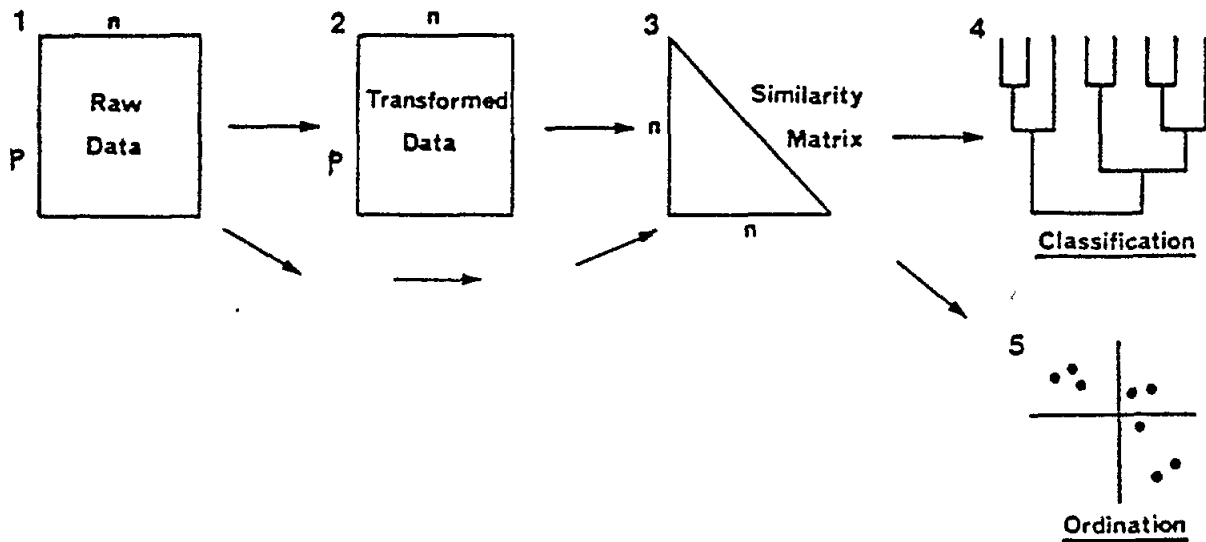 1
n
Raw
Data
p
2
n
Transformed
Data
p
3
n
n
Similarity
Matrix
4
Classification
5
Ordination